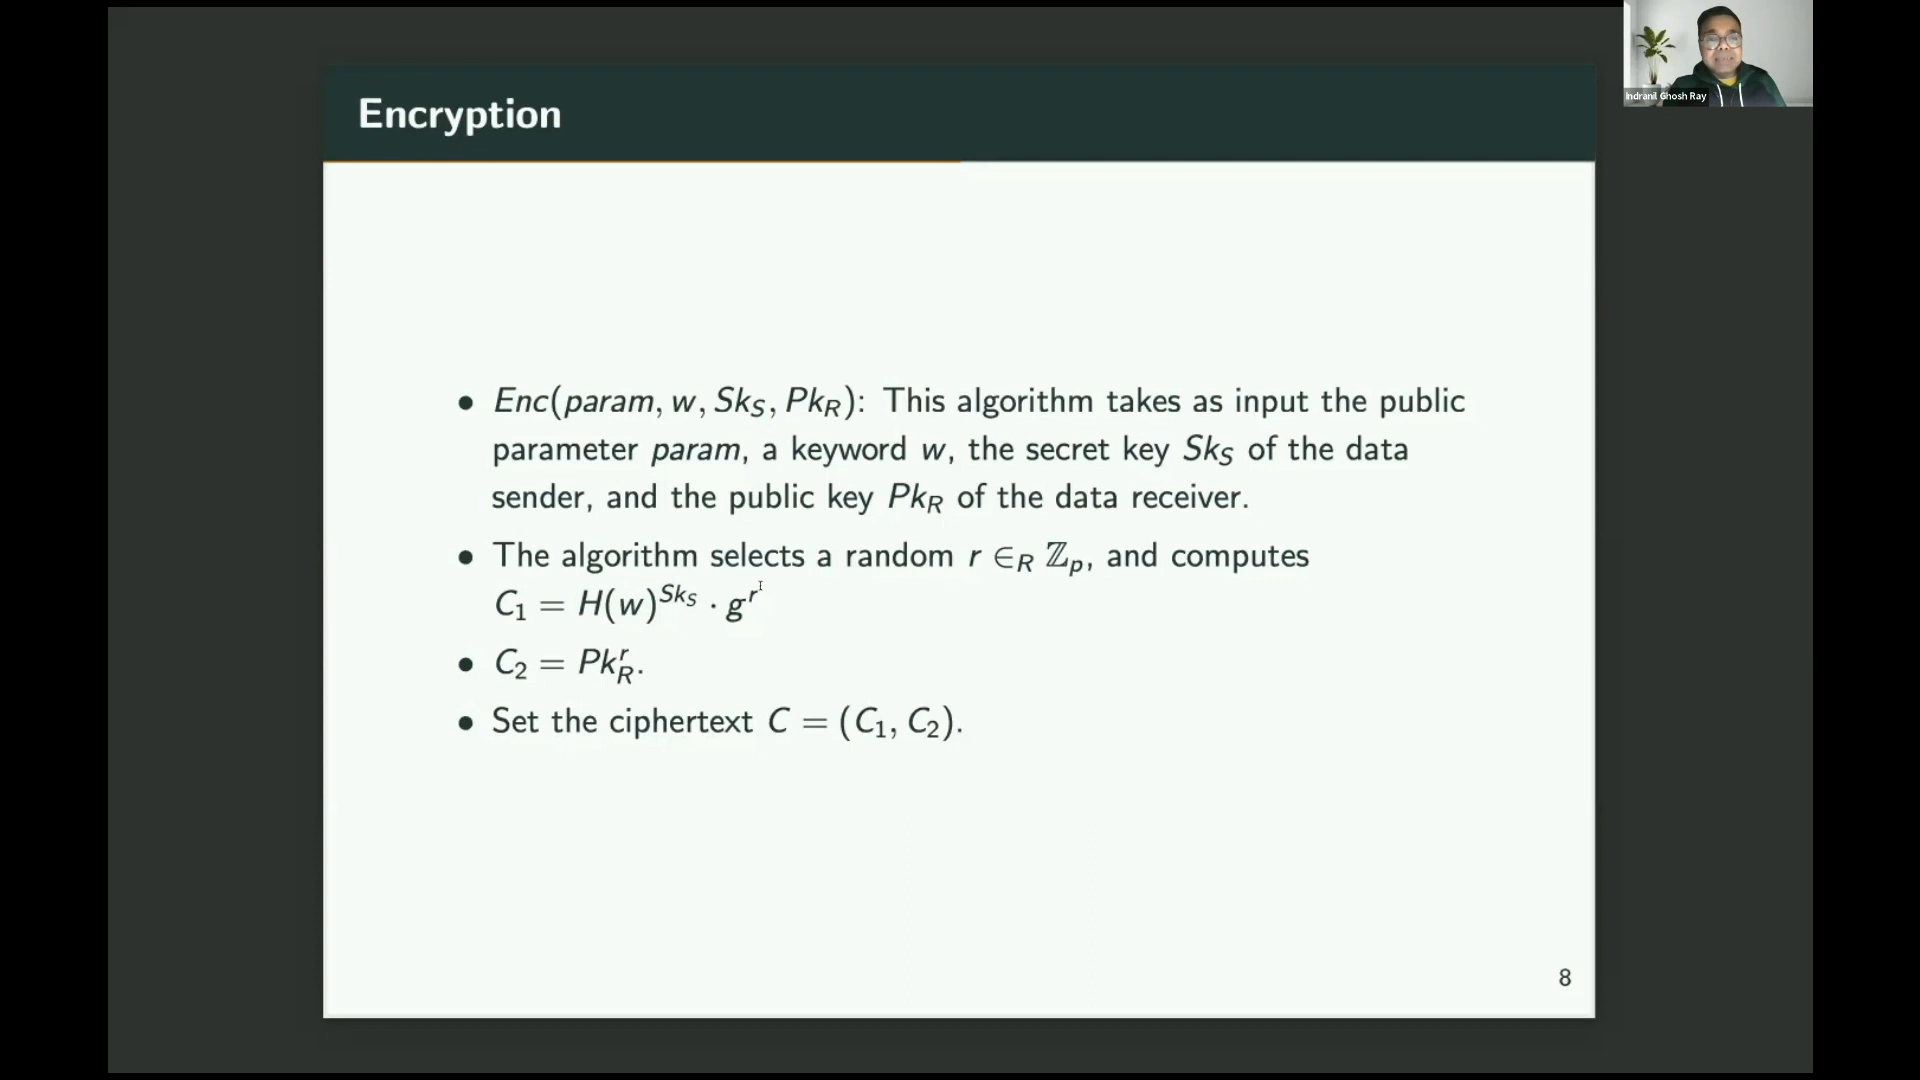 Indranil Ghosh Ray
Encryption
• Enc(param, w, Sk_S, Pk_R): This algorithm takes as input the public
parameter param, a keyword w, the secret key Sk_S of the data
sender, and the public key Pk_R of the data receiver.
• The algorithm selects a random r ∈_R ℤ_p, and computes
C_1 = H(w)^{Sk_S} · g^r
• C_2 = Pk_R^r.
• Set the ciphertext C = (C_1, C_2).
8